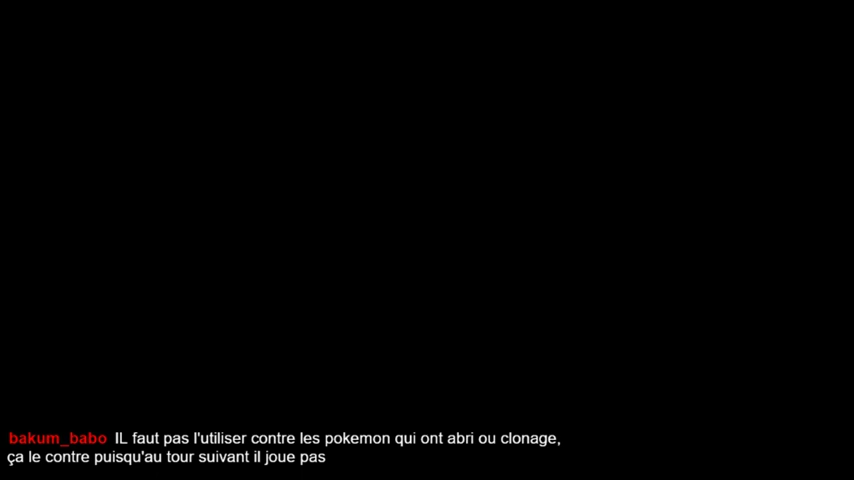 bakum_babo IL faut pas l'utiliser contre les pokemon qui ont abri ou clonage,
ça le contre puisqu'au tour suivant il joue pas